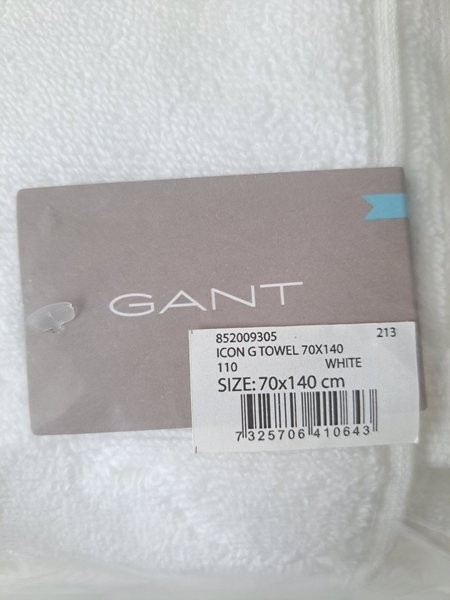 GANT
852009305 213
ICON G TOWEL 70X140
110 WHITE
SIZE: 70x140 cm
7 325706 410643